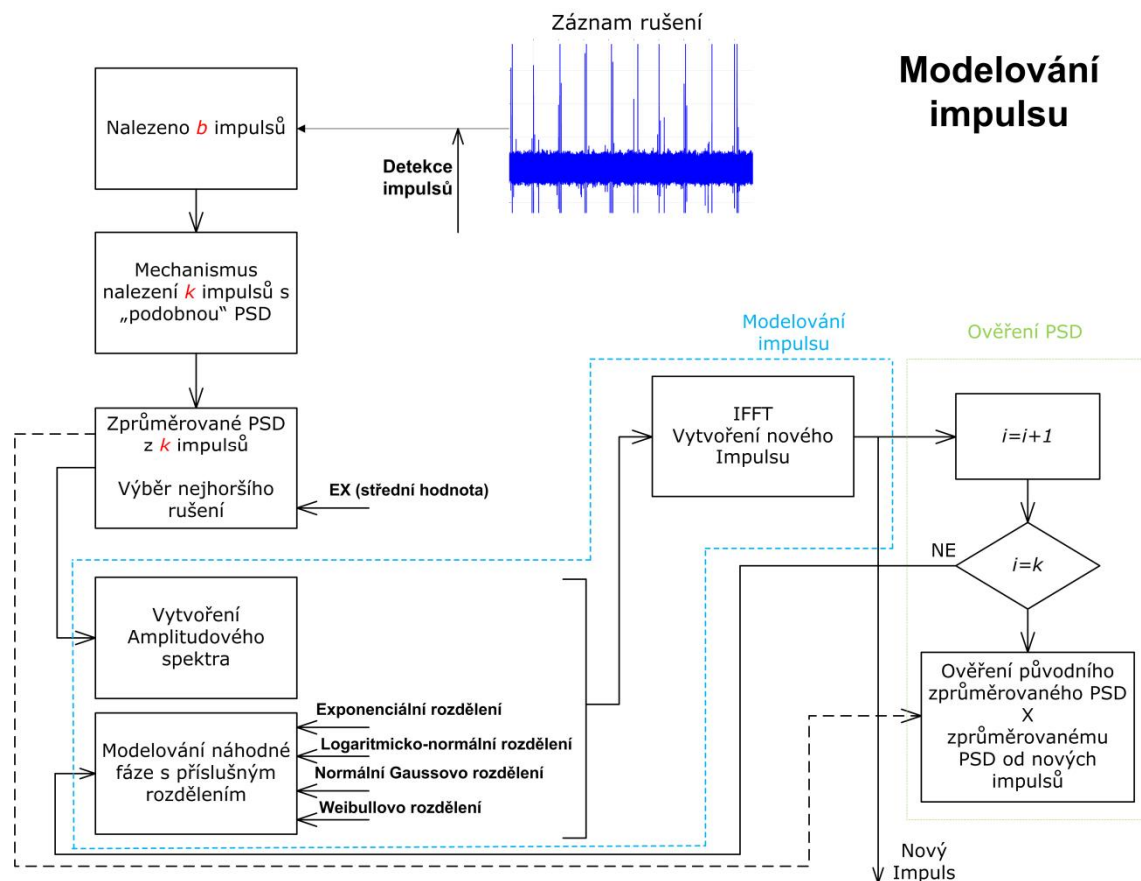 Záznam rušení
Modelování
impulsu
Nalezeno b impulsů
Detekce
impulsů
Mechanismus
nalezení k impulsů s
„podobnou“ PSD
Zprůměrované PSD
z k impulsů
Výběr nejhoršího
rušení
EX (střední hodnota)
Modelování
impulsu
Ověření PSD
IFFT
Vytvoření nového
Impulsu
i=i+1
NE
i=k
Vytvoření
Amplitudového
spektra
Modelování náhodné
fáze s příslušným
rozdělením
Exponenciální rozdělení
Logaritmicko-normální rozdělení
Normální Gaussovo rozdělení
Weibullovo rozdělení
Ověření původního
zprůměrovaného PSD
X
zprůměrovanému
PSD od nových
impulsů
Nový
Impuls